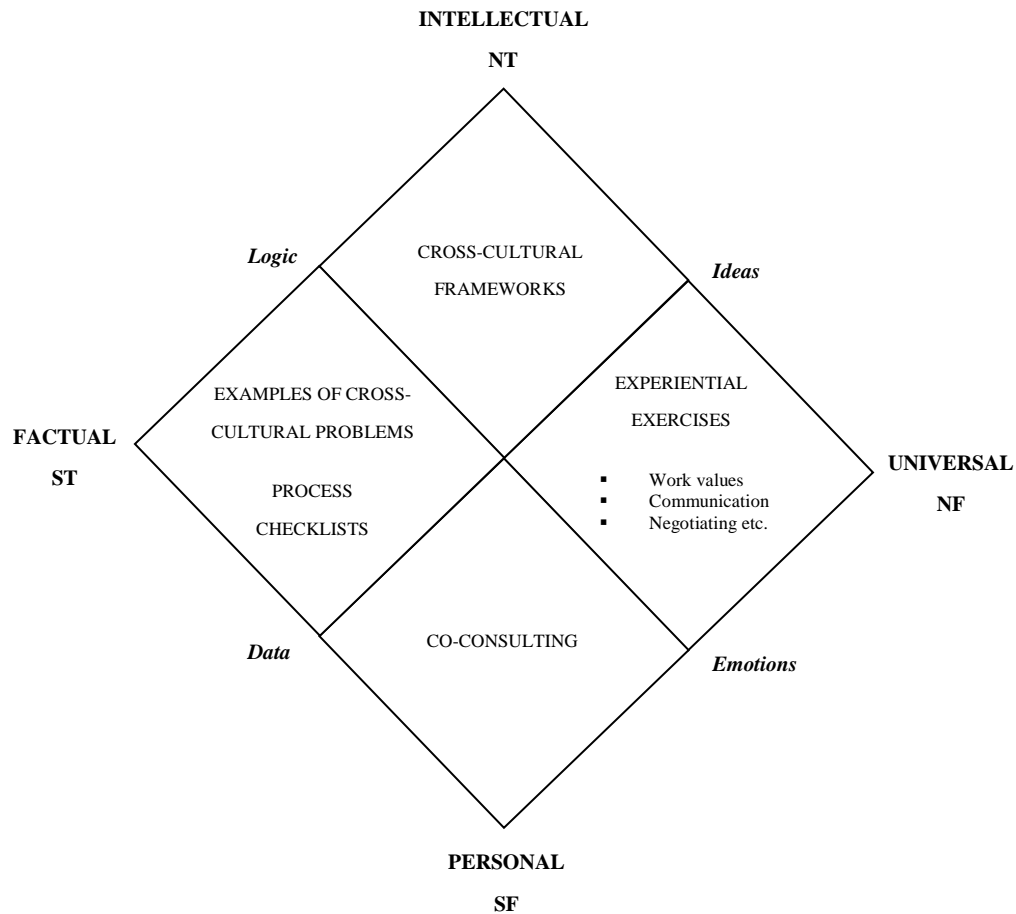 INTELLECTUAL
NT
Logic
CROSS-CULTURAL
FRAMEWORKS
Ideas
EXAMPLES OF CROSS-
CULTURAL PROBLEMS
PROCESS
CHECKLISTS
EXPERIENTIAL
EXERCISES
▪ Work values
▪ Communication
▪ Negotiating etc.
FACTUAL
ST
UNIVERSAL
NF
Data
CO-CONSULTING
Emotions
PERSONAL
SF